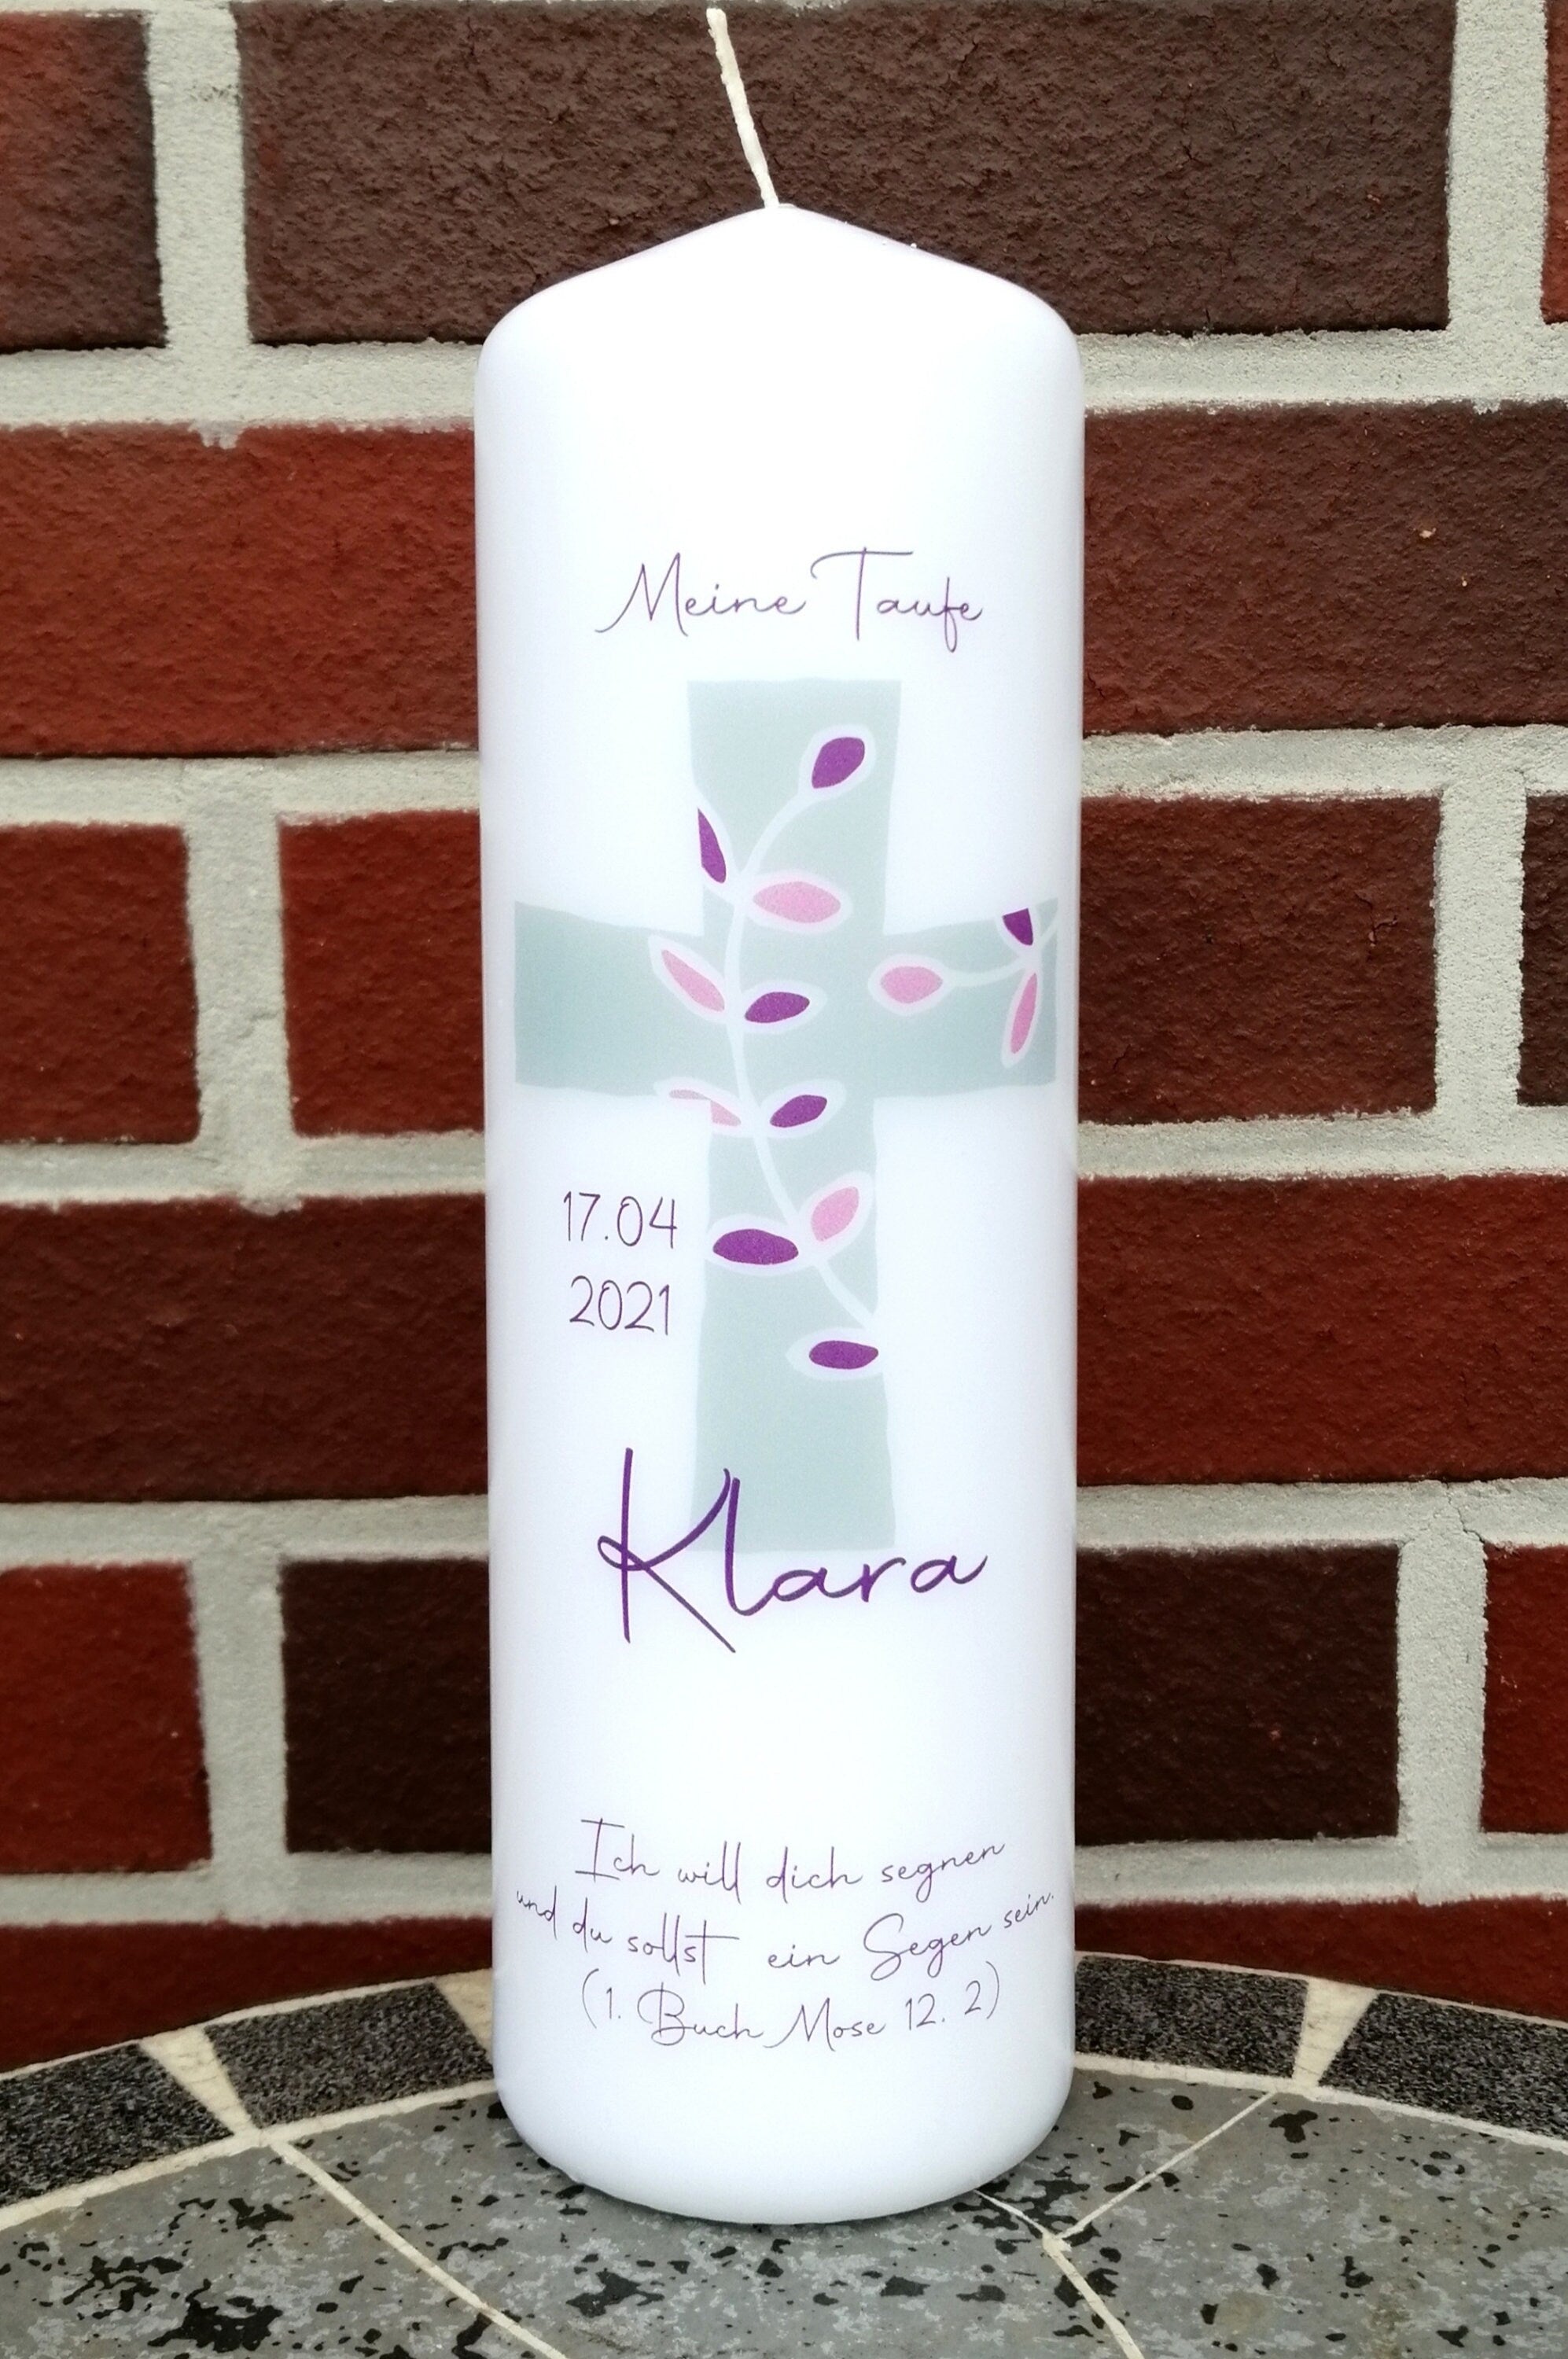 Meine Taufe
17.04
2021
Klara
Ich will dich segnen
und du sollst ein Segen sein.
(1. Buch Mose 12. 2)